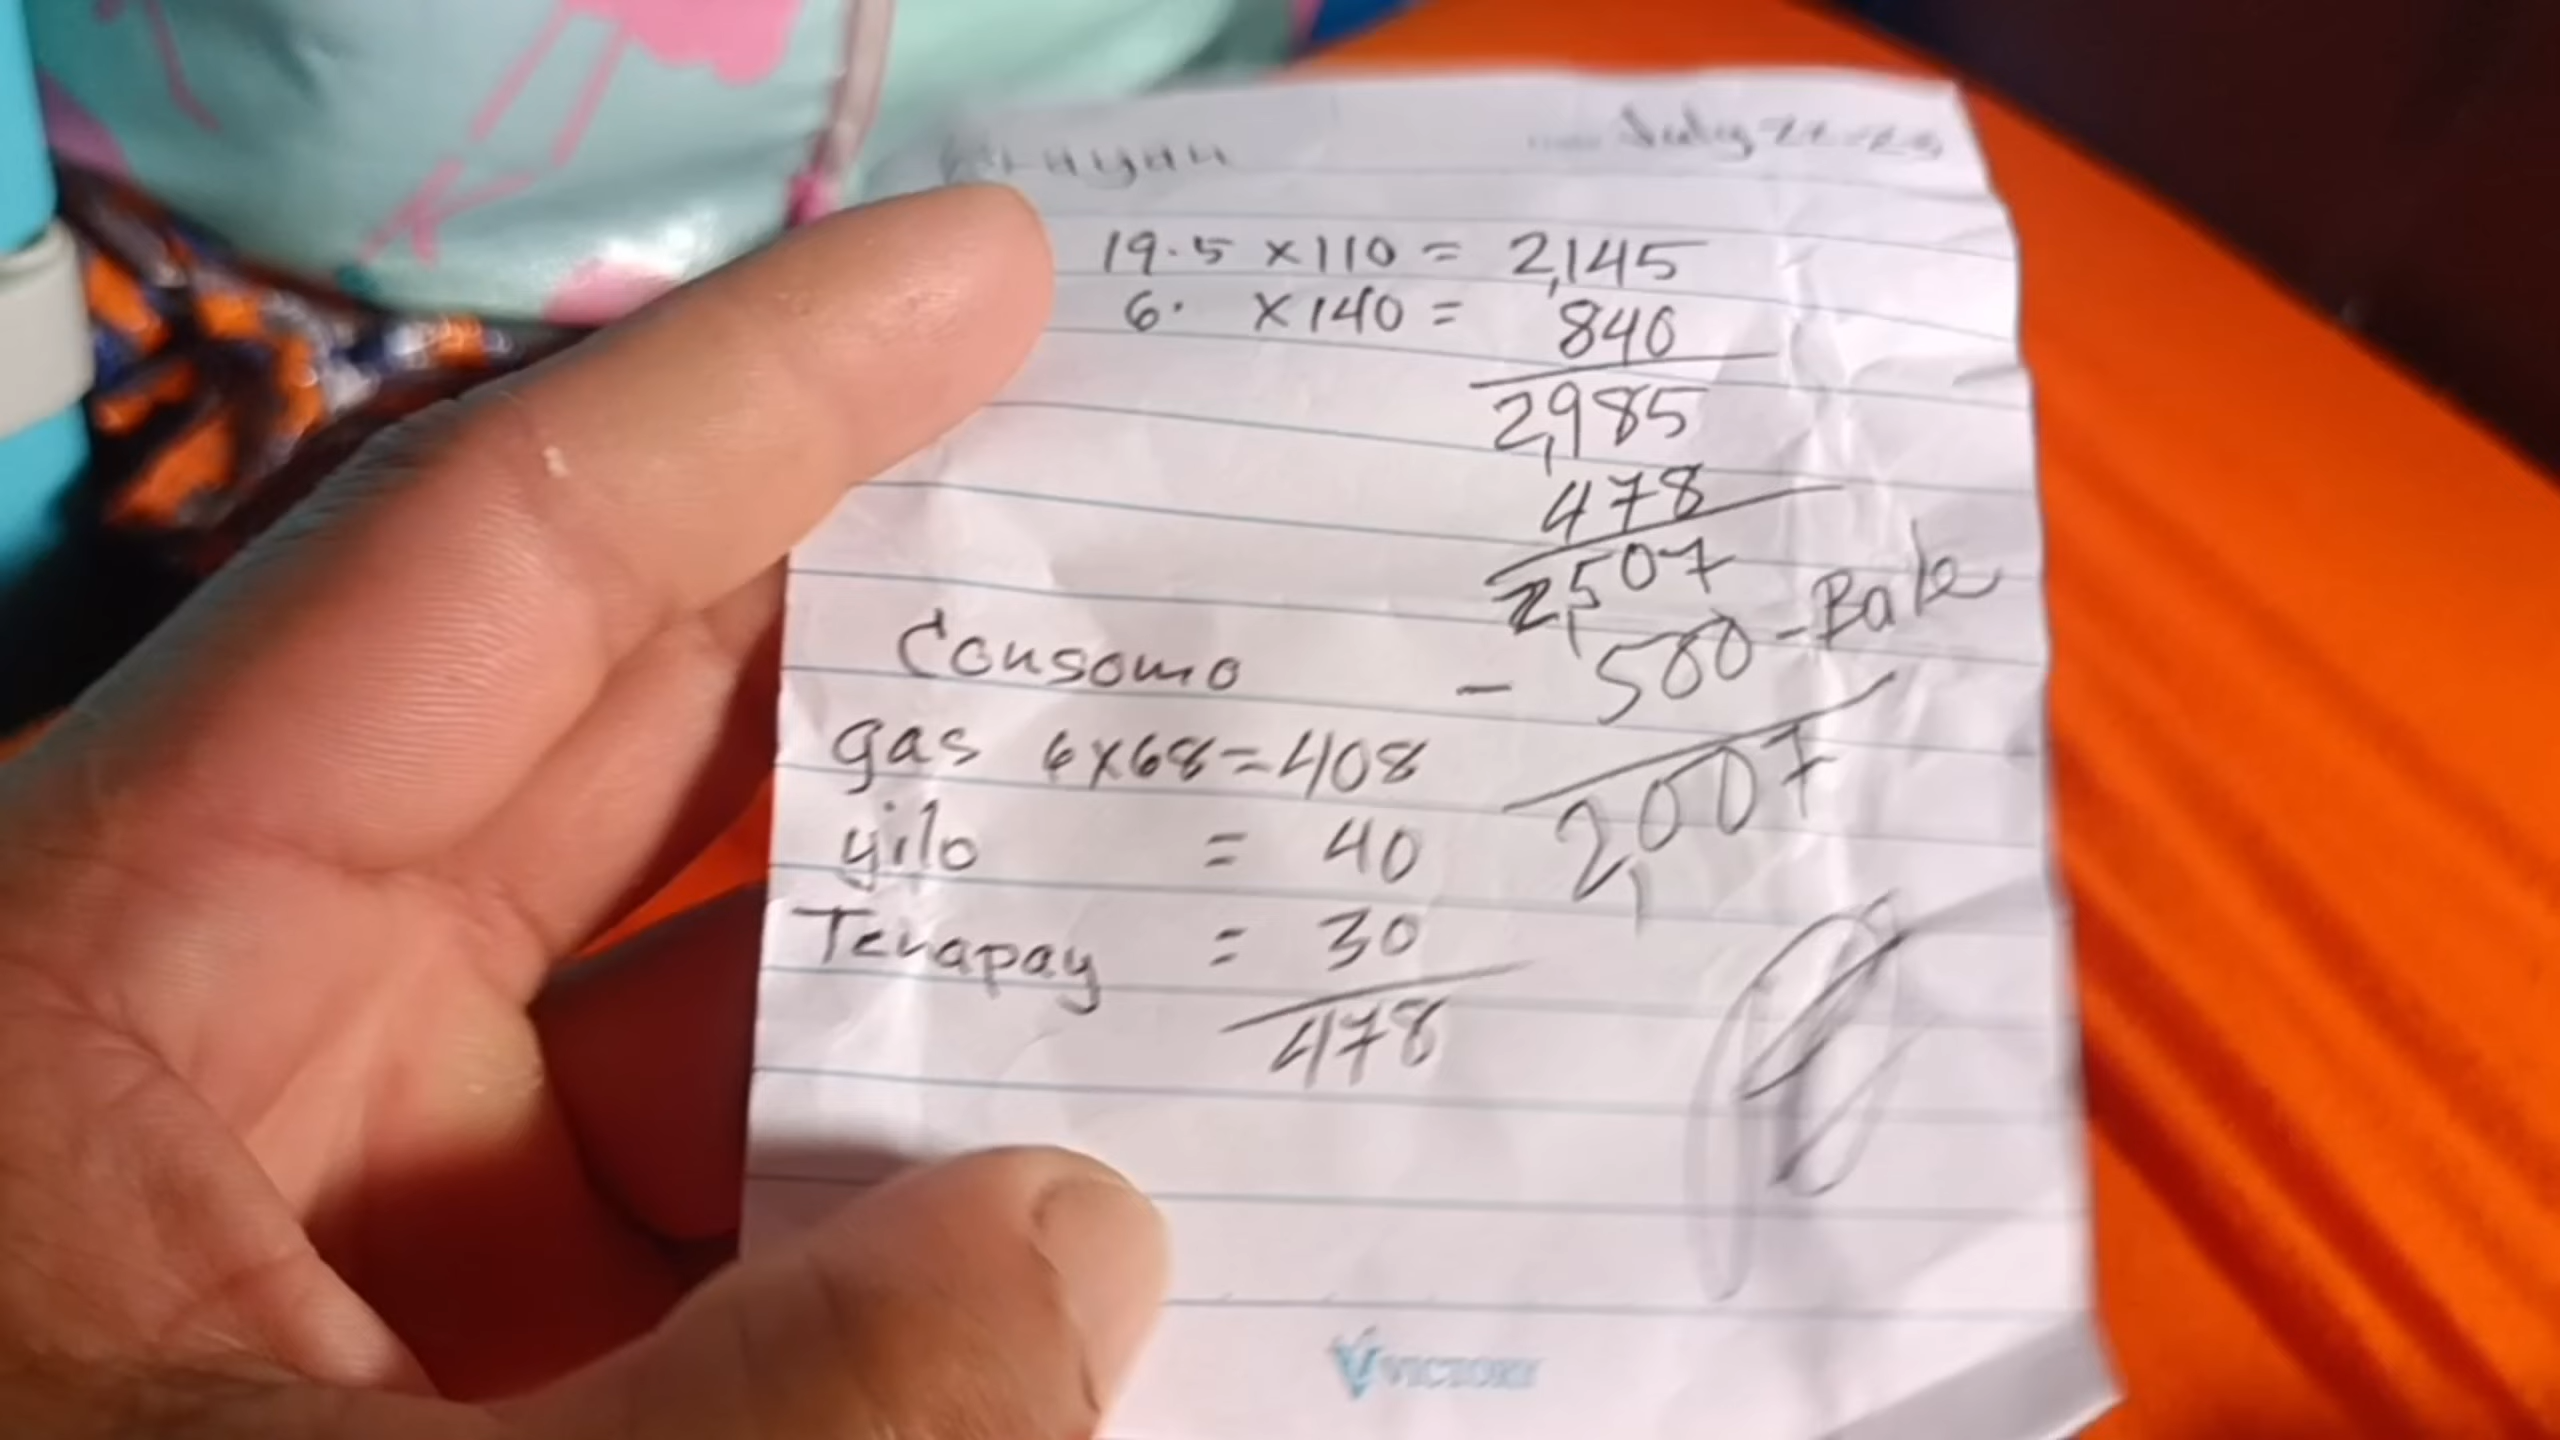 19.5 x110 = 2,145
6. x140 = 840
2,985
478
2,507
- 500 - Bale
2,007
Consomo
gas 6x68=408
yilo = 40
Tenapay = 30
478
VICTORY